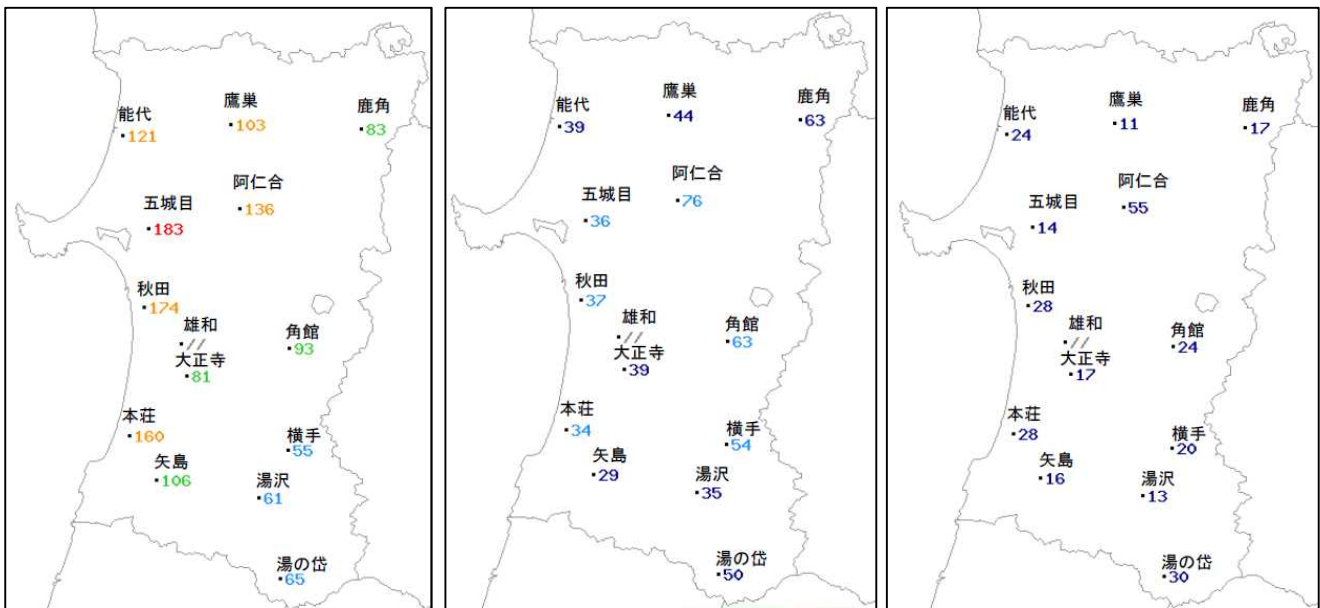 能代
121
鷹巣
103
鹿角
83
阿仁合
136
五城目
183
秋田
174
雄和
//
角館
93
大正寺
81
本荘
160
横手
55
矢島
106
湯沢
61
湯の岱
65
能代
39
鷹巣
44
鹿角
63
阿仁合
76
五城目
36
秋田
37
雄和
//
角館
63
大正寺
39
本荘
34
横手
54
矢島
29
湯沢
35
湯の岱
50
能代
24
鷹巣
11
鹿角
17
阿仁合
55
五城目
14
秋田
28
雄和
//
角館
24
大正寺
17
本荘
28
横手
20
矢島
16
湯沢
13
湯の岱
30